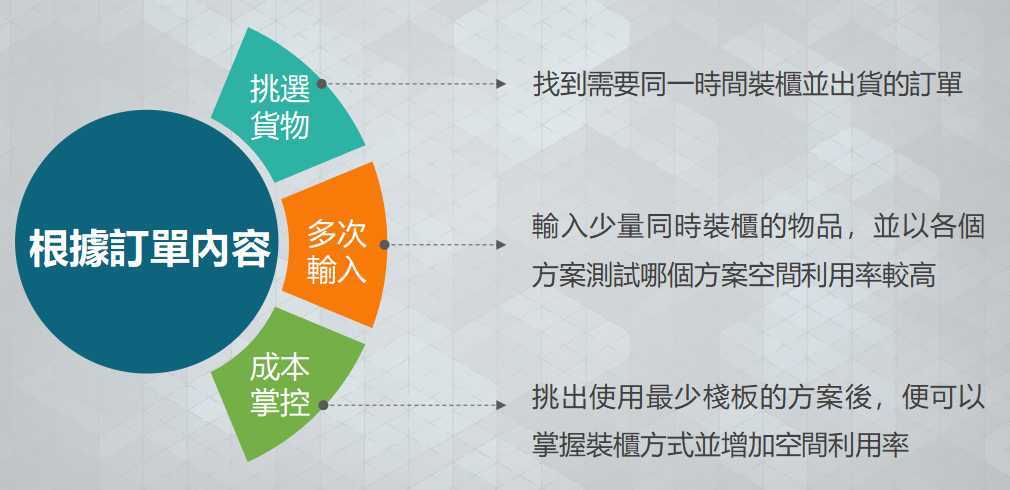 根據訂單內容
挑選
貨物
找到需要同一時間裝櫃並出貨的訂單
多次
輸入
輸入少量同時裝櫃的物品，並以各個
方案測試哪個方案空間利用率較高
成本
掌控
挑出使用最少棧板的方案後，便可以
掌握裝櫃方式並增加空間利用率